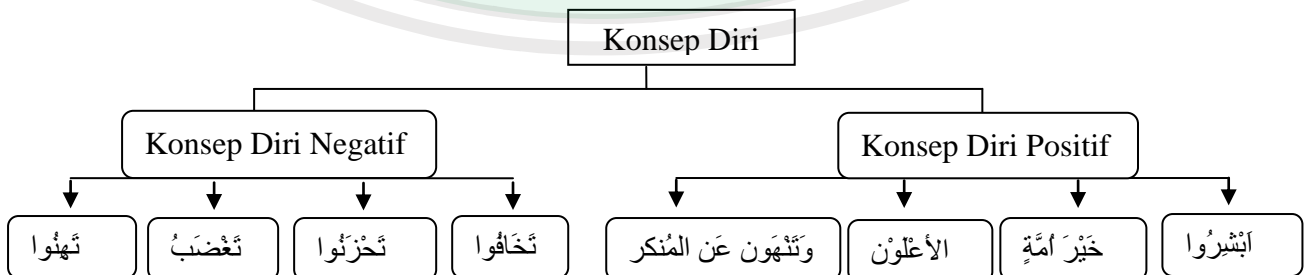 Konsep Diri
Konsep Diri Negatif
Konsep Diri Positif
تَهِنُوا
تَغْضَبُ
تَحْزَنُوا
تَخَافُوا
وَتَنْهَون عَن المُنكر
الأعْلَوْن
خَيْرَ اُمَّةٍ
اَبْشِرُوا